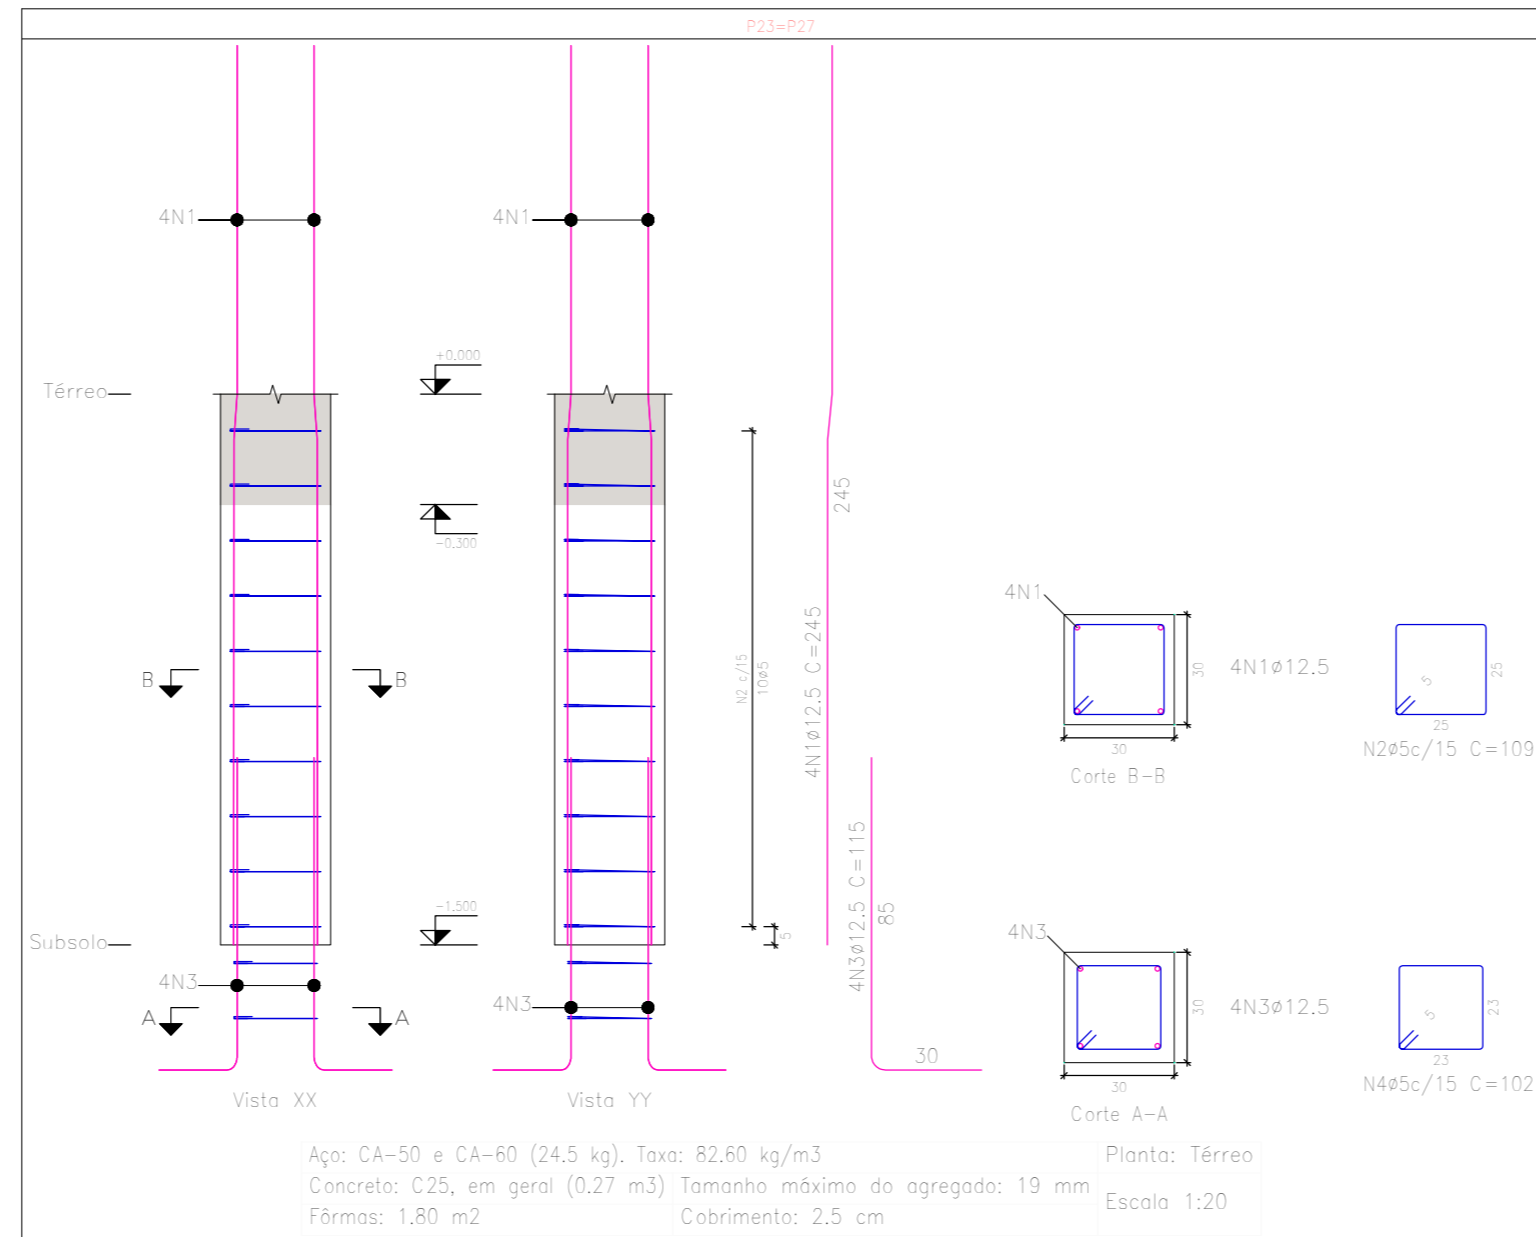 P23=P27
4N1
4N1
+0.000
Térreo
-0.300
245
4N1ø12.5 C=245
N2 c/15
10ø5
B
B
4N1
30
30
4N1ø12.5
Corte B-B
5
25
25
N2ø5c/15 C=109
-1.500
Subsolo
5
4N3ø12.5 C=115
85
30
4N3
4N3
A
A
Vista XX
Vista YY
4N3
30
30
4N3ø12.5
Corte A-A
5
23
23
N4ø5c/15 C=102
Aço: CA-50 e CA-60 (24.5 kg). Taxa: 82.60 kg/m3
Planta: Térreo
Concreto: C25, em geral (0.27 m3) Tamanho máximo do agregado: 19 mm
Escala 1:20
Fôrmas: 1.80 m2 Cobrimento: 2.5 cm